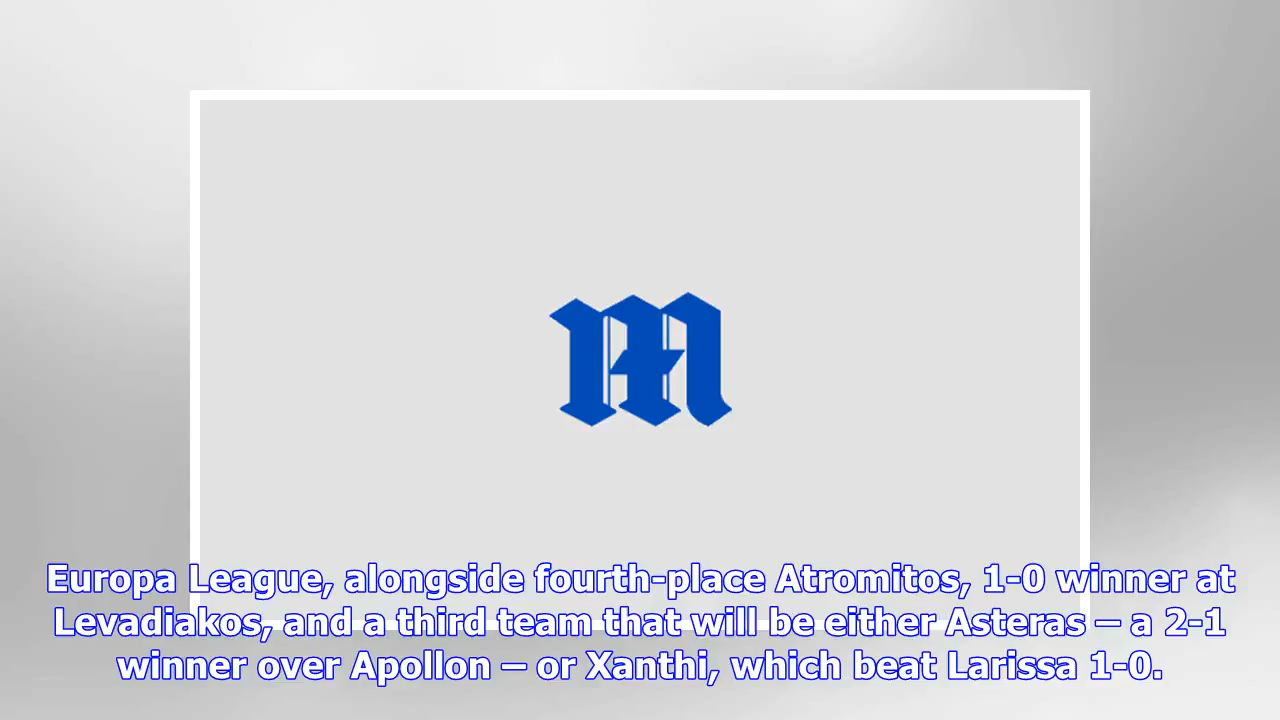 m
Europa League, alongside fourth-place Atromitos, 1-0 winner at
Levadiakos, and a third team that will be either Asteras – a 2-1
winner over Apollon – or Xanthi, which beat Larissa 1-0.